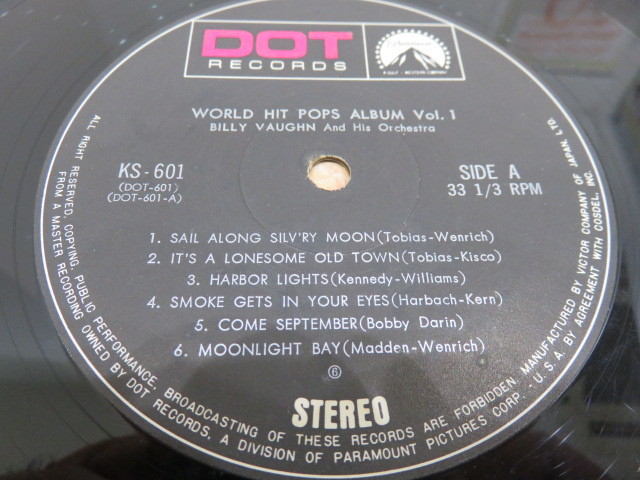 DOT
RECORDS
Paramount
A GULF + WESTERN COMPANY
WORLD HIT POPS ALBUM Vol. 1
BILLY VAUGHN And His Orchestra
KS-601
(DOT-601)
(DOT-601-A)
SIDE A
33 1/3 RPM
1. SAIL ALONG SILV'RY MOON(Tobias-Wenrich)
2. IT'S A LONESOME OLD TOWN(Tobias-Kisco)
3. HARBOR LIGHTS(Kennedy-Williams)
4. SMOKE GETS IN YOUR EYES(Harbach-Kern)
5. COME SEPTEMBER(Bobby Darin)
6. MOONLIGHT BAY(Madden-Wenrich)
⑥
STEREO
ALL RIGHT RESERVED. COPYING, PUBLIC PERFORMANCE, BROADCASTING OF THESE RECORDS ARE FORBIDDEN. MANUFACTURED BY VICTOR COMPANY OF JAPAN, LTD.
FROM A MASTER RECORDING OWNED BY DOT RECORDS, A DIVISION OF PARAMOUNT PICTURES CORP.-U.S.A. BY AGREEMENT WITH COSDEL, INC.